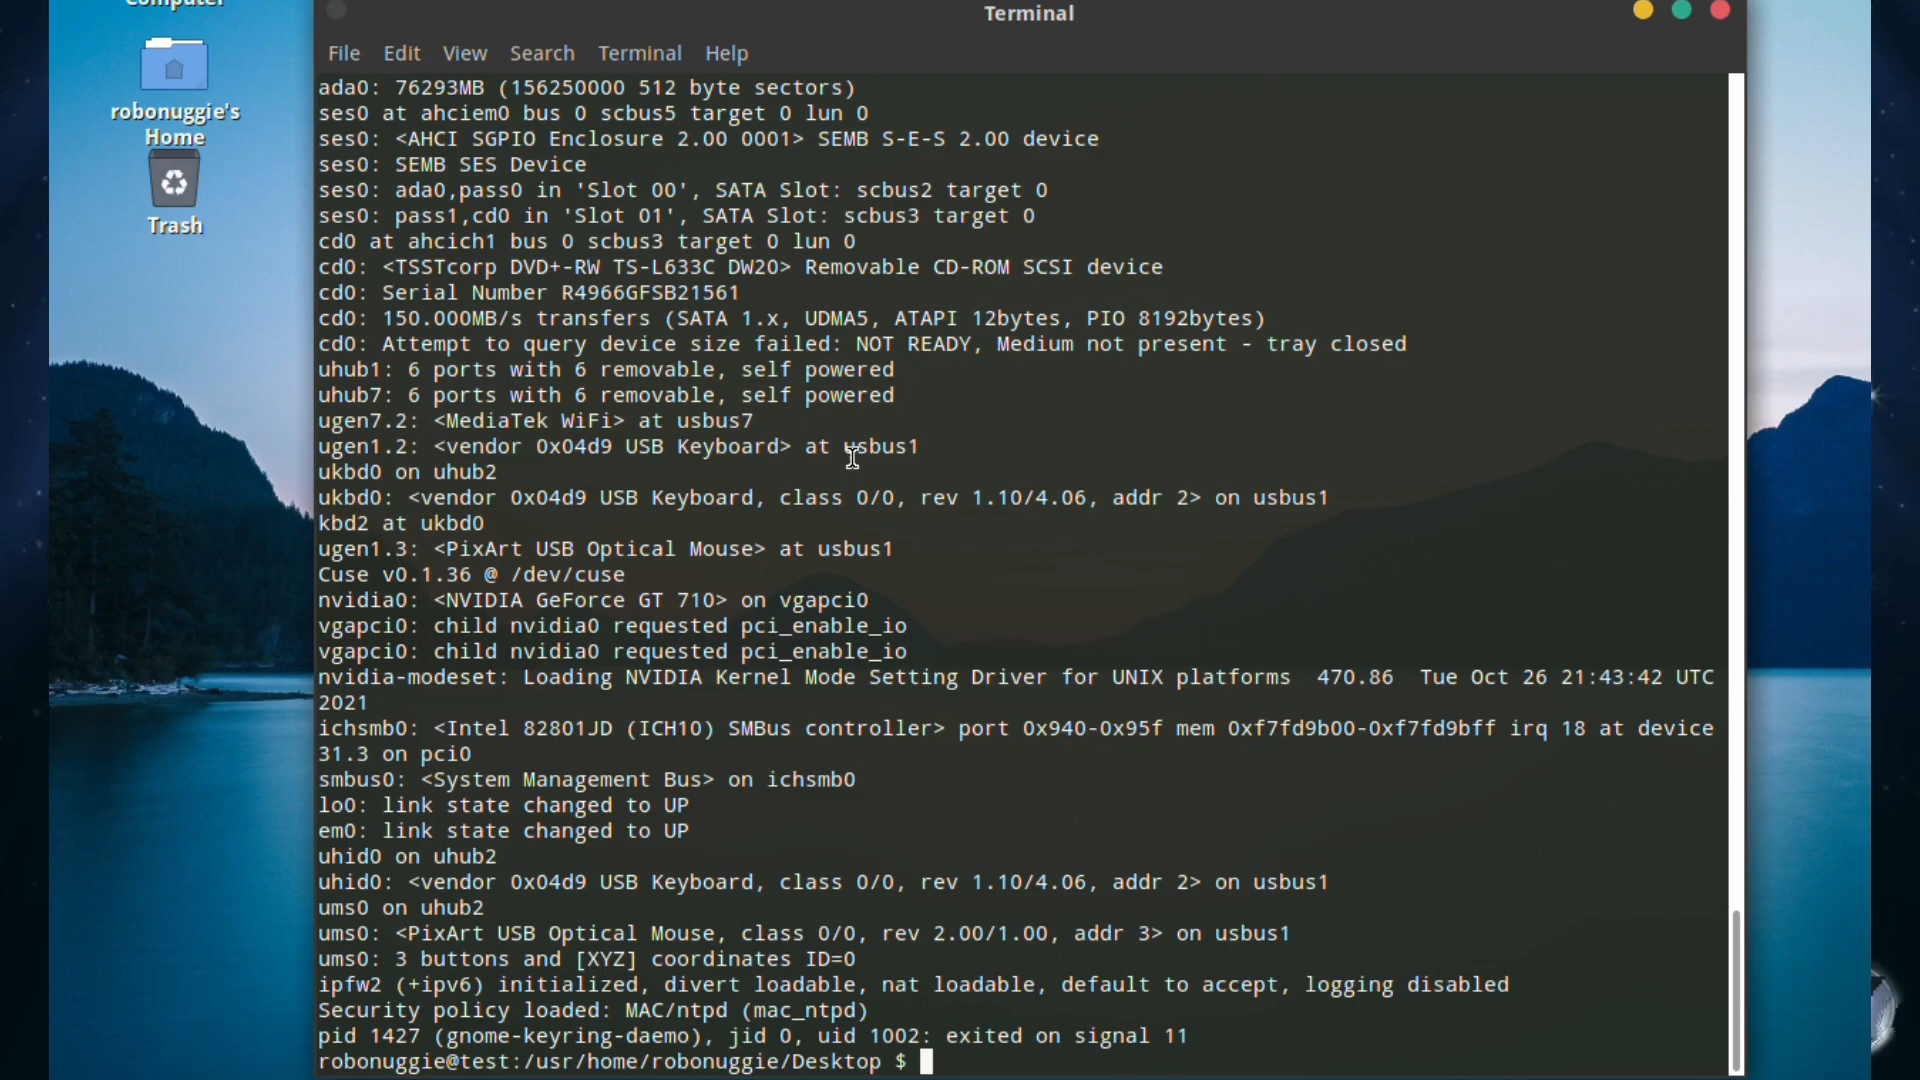 Computer
robonuggie's
Home
Trash
Terminal
File Edit View Search Terminal Help
ada0: 76293MB (156250000 512 byte sectors)
ses0 at ahciem0 bus 0 scbus5 target 0 lun 0
ses0: <AHCI SGPIO Enclosure 2.00 0001> SEMB S-E-S 2.00 device
ses0: SEMB SES Device
ses0: ada0,pass0 in 'Slot 00', SATA Slot: scbus2 target 0
ses0: pass1,cd0 in 'Slot 01', SATA Slot: scbus3 target 0
cd0 at ahcich1 bus 0 scbus3 target 0 lun 0
cd0: <TSSTcorp DVD+-RW TS-L633C DW20> Removable CD-ROM SCSI device
cd0: Serial Number R4966GFSB21561
cd0: 150.000MB/s transfers (SATA 1.x, UDMA5, ATAPI 12bytes, PIO 8192bytes)
cd0: Attempt to query device size failed: NOT READY, Medium not present - tray closed
uhub1: 6 ports with 6 removable, self powered
uhub7: 6 ports with 6 removable, self powered
ugen7.2: <MediaTek WiFi> at usbus7
ugen1.2: <vendor 0x04d9 USB Keyboard> at usbus1
ukbd0 on uhub2
ukbd0: <vendor 0x04d9 USB Keyboard, class 0/0, rev 1.10/4.06, addr 2> on usbus1
kbd2 at ukbd0
ugen1.3: <PixArt USB Optical Mouse> at usbus1
Cuse v0.1.36 @ /dev/cuse
nvidia0: <NVIDIA GeForce GT 710> on vgapci0
vgapci0: child nvidia0 requested pci_enable_io
vgapci0: child nvidia0 requested pci_enable_io
nvidia-modeset: Loading NVIDIA Kernel Mode Setting Driver for UNIX platforms  470.86  Tue Oct 26 21:43:42 UTC
2021
ichsmb0: <Intel 82801JD (ICH10) SMBus controller> port 0x940-0x95f mem 0xf7fd9b00-0xf7fd9bff irq 18 at device
31.3 on pci0
smbus0: <System Management Bus> on ichsmb0
lo0: link state changed to UP
em0: link state changed to UP
uhid0 on uhub2
uhid0: <vendor 0x04d9 USB Keyboard, class 0/0, rev 1.10/4.06, addr 2> on usbus1
ums0 on uhub2
ums0: <PixArt USB Optical Mouse, class 0/0, rev 2.00/1.00, addr 3> on usbus1
ums0: 3 buttons and [XYZ] coordinates ID=0
ipfw2 (+ipv6) initialized, divert loadable, nat loadable, default to accept, logging disabled
Security policy loaded: MAC/ntpd (mac_ntpd)
pid 1427 (gnome-keyring-daemo), jid 0, uid 1002: exited on signal 11
robonuggie@test:/usr/home/robonuggie/Desktop $